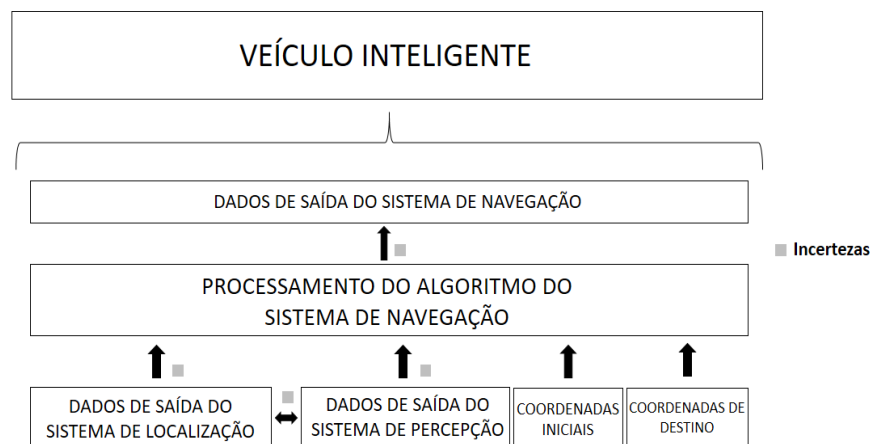 VEÍCULO INTELIGENTE
DADOS DE SAÍDA DO SISTEMA DE NAVEGAÇÃO
Incertezas
PROCESSAMENTO DO ALGORITMO DO
SISTEMA DE NAVEGAÇÃO
DADOS DE SAÍDA DO
SISTEMA DE LOCALIZAÇÃO
DADOS DE SAÍDA DO
SISTEMA DE PERCEPÇÃO
COORDENADAS
INICIAIS
COORDENADAS DE
DESTINO